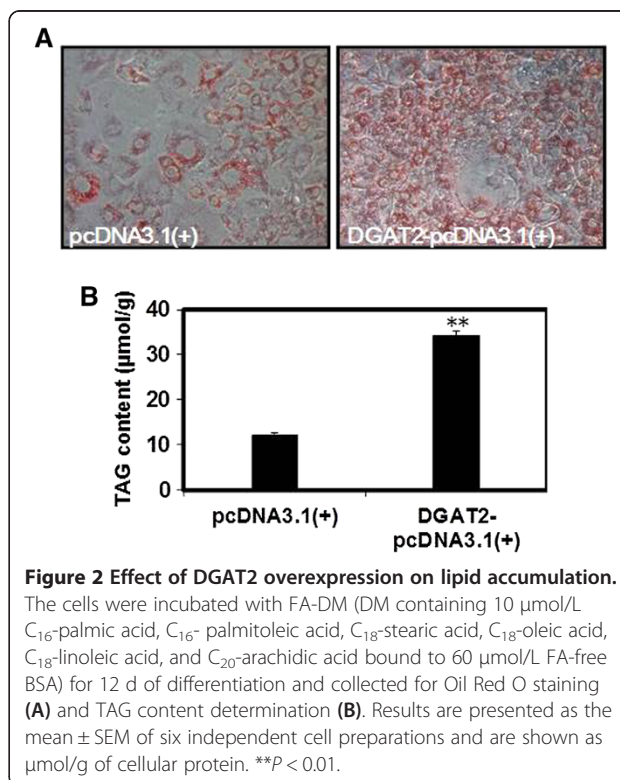 A
pcDNA3.1(+)
DGAT2-pcDNA3.1(+)
B
TAG content (µmol/g)
40
30
20
10
0
**
pcDNA3.1(+)
DGAT2-
pcDNA3.1(+)
Figure 2 Effect of DGAT2 overexpression on lipid accumulation.
The cells were incubated with FA-DM (DM containing 10 µmol/L
C₁₆-palmic acid, C₁₆- palmitoleic acid, C₁₈-stearic acid, C₁₈-oleic acid,
C₁₈-linoleic acid, and C₂₀-arachidic acid bound to 60 µmol/L FA-free
BSA) for 12 d of differentiation and collected for Oil Red O staining
(A) and TAG content determination (B). Results are presented as the
mean ± SEM of six independent cell preparations and are shown as
µmol/g of cellular protein. **P < 0.01.